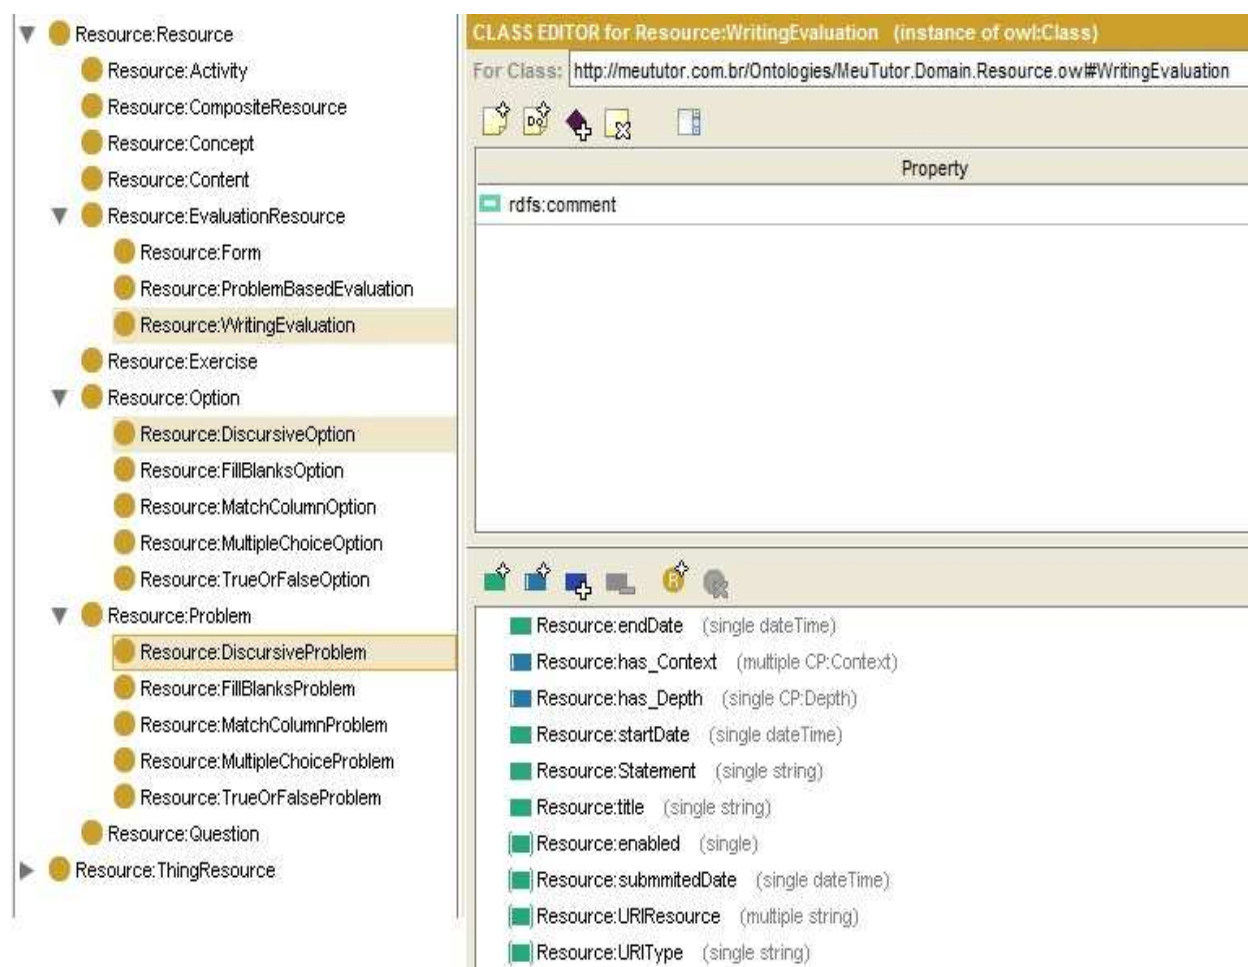 Resource:Resource
Resource:Activity
Resource:CompositeResource
Resource:Concept
Resource:Content
Resource:EvaluationResource
Resource:Form
Resource:ProblemBasedEvaluation
Resource:WritingEvaluation
Resource:Exercise
Resource:Option
Resource:DiscursiveOption
Resource:FillBlanksOption
Resource:MatchColumnOption
Resource:MultipleChoiceOption
Resource:TrueOrFalseOption
Resource:Problem
Resource:DiscursiveProblem
Resource:FillBlanksProblem
Resource:MatchColumnProblem
Resource:MultipleChoiceProblem
Resource:TrueOrFalseProblem
Resource:Question
Resource:ThingResource
CLASS EDITOR for Resource:WritingEvaluation (instance of owl:Class)
For Class: http://meututor.com.br/Ontologies/MeuTutor.Domain.Resource.owl#WritingEvaluation
Property
rdfs:comment
R
Resource:endDate (single dateTime)
Resource:has_Context (multiple CP:Context)
Resource:has_Depth (single CP:Depth)
Resource:startDate (single dateTime)
Resource:Statement (single string)
Resource:title (single string)
Resource:enabled (single)
Resource:submmitedDate (single dateTime)
Resource:URIResource (multiple string)
Resource:URIType (single string)